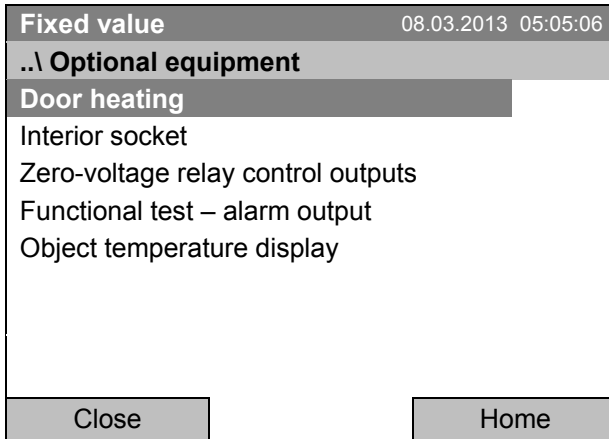 Fixed value 08.03.2013 05:05:06
..\ Optional equipment
Door heating
Interior socket
Zero-voltage relay control outputs
Functional test – alarm output
Object temperature display
Close Home